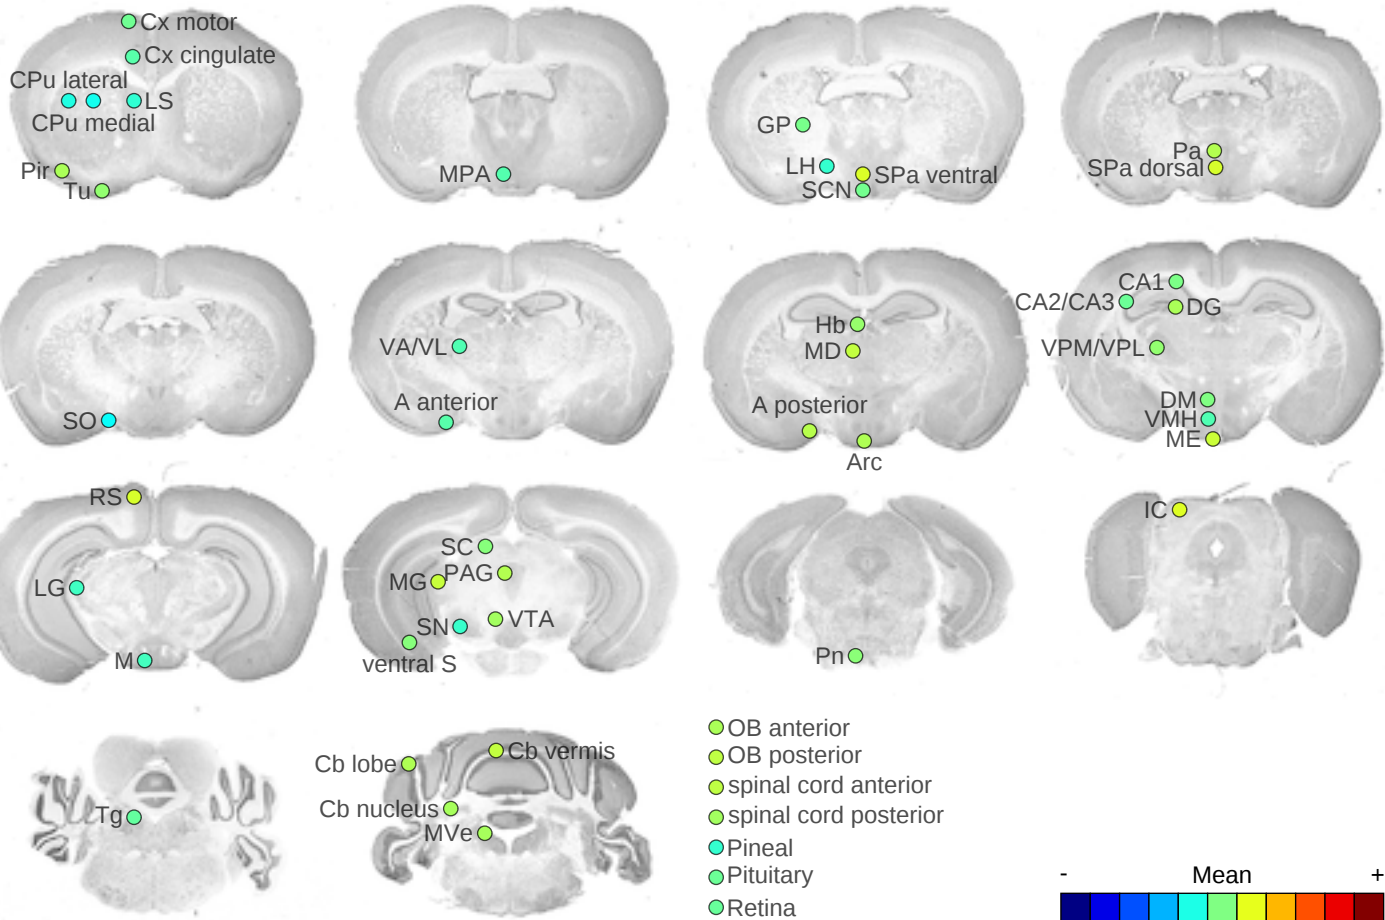 Cx motor
Cx cingulate
CPu lateral
LS
CPu medial
Pir
Tu
MPA
GP
LH
SPa ventral
SCN
Pa
SPa dorsal
SO
VA/VL
A anterior
Hb
MD
A posterior
Arc
CA1
CA2/CA3
DG
VPM/VPL
DM
VMH
ME
RS
LG
M
SC
MG
PAG
SN
VTA
ventral S
Pn
IC
Tg
Cb lobe
Cb vermis
Cb nucleus
MVe
OB anterior
OB posterior
spinal cord anterior
spinal cord posterior
Pineal
Pituitary
Retina
- Mean +